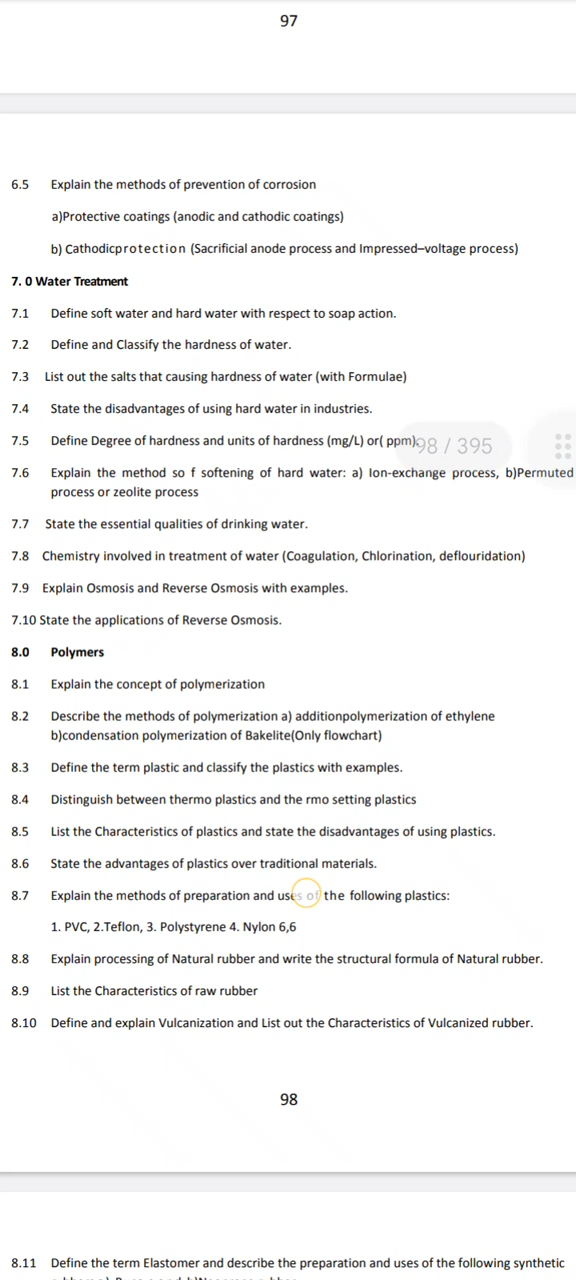 97
6.5 Explain the methods of prevention of corrosion
a)Protective coatings (anodic and cathodic coatings)
b) Cathodicprotection (Sacrificial anode process and Impressed–voltage process)
7. 0 Water Treatment
7.1 Define soft water and hard water with respect to soap action.
7.2 Define and Classify the hardness of water.
7.3 List out the salts that causing hardness of water (with Formulae)
7.4 State the disadvantages of using hard water in industries.
7.5 Define Degree of hardness and units of hardness (mg/L) or( ppm).
98 / 395
7.6 Explain the method so f softening of hard water: a) Ion-exchange process, b)Permuted
process or zeolite process
7.7 State the essential qualities of drinking water.
7.8 Chemistry involved in treatment of water (Coagulation, Chlorination, deflouridation)
7.9 Explain Osmosis and Reverse Osmosis with examples.
7.10 State the applications of Reverse Osmosis.
8.0 Polymers
8.1 Explain the concept of polymerization
8.2 Describe the methods of polymerization a) additionpolymerization of ethylene
b)condensation polymerization of Bakelite(Only flowchart)
8.3 Define the term plastic and classify the plastics with examples.
8.4 Distinguish between thermo plastics and the rmo setting plastics
8.5 List the Characteristics of plastics and state the disadvantages of using plastics.
8.6 State the advantages of plastics over traditional materials.
8.7 Explain the methods of preparation and uses of the following plastics:
1. PVC, 2.Teflon, 3. Polystyrene 4. Nylon 6,6
8.8 Explain processing of Natural rubber and write the structural formula of Natural rubber.
8.9 List the Characteristics of raw rubber
8.10 Define and explain Vulcanization and List out the Characteristics of Vulcanized rubber.
98
8.11 Define the term Elastomer and describe the preparation and uses of the following synthetic